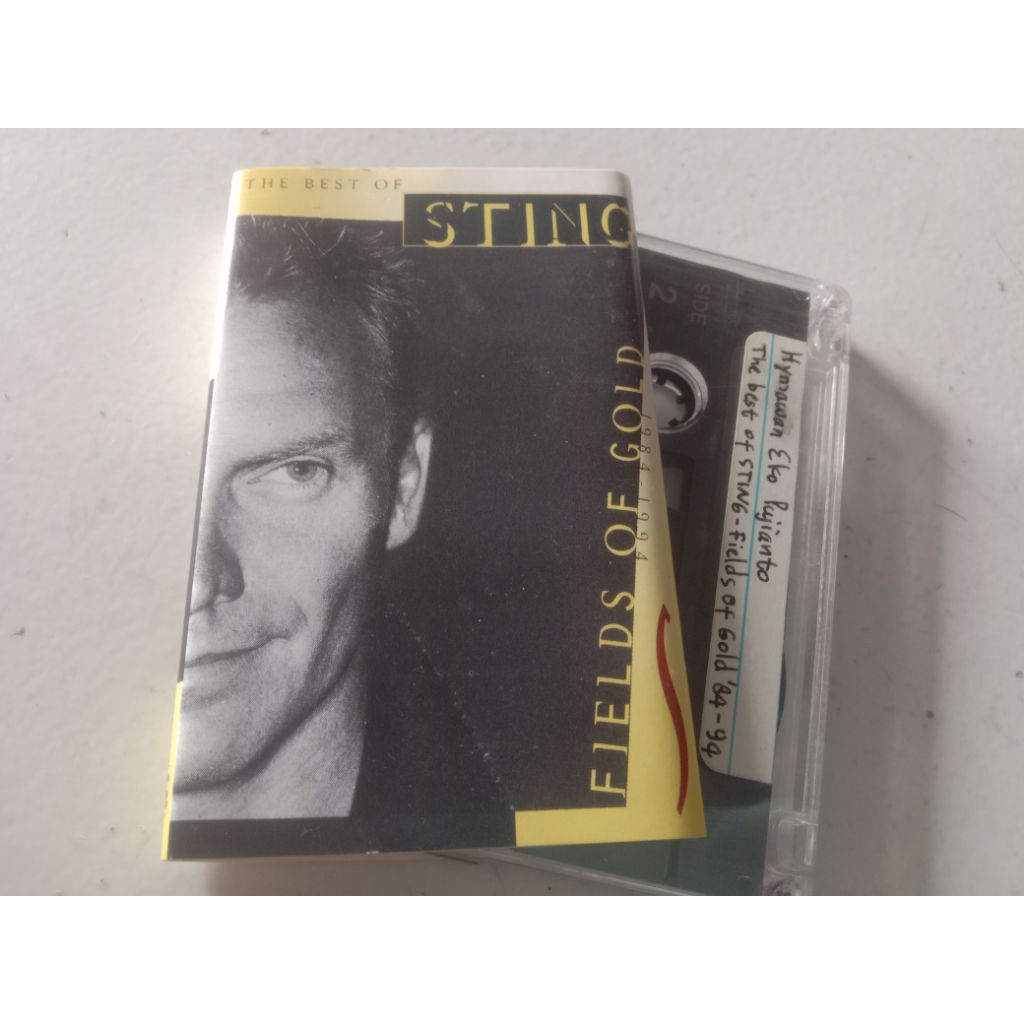 THE BEST OF
STING
FIELDS OF GOLD
1984 - 1994
SIDE
2
Hymawan Eko Pujianto
The best of STING - Fields of Gold '84-94